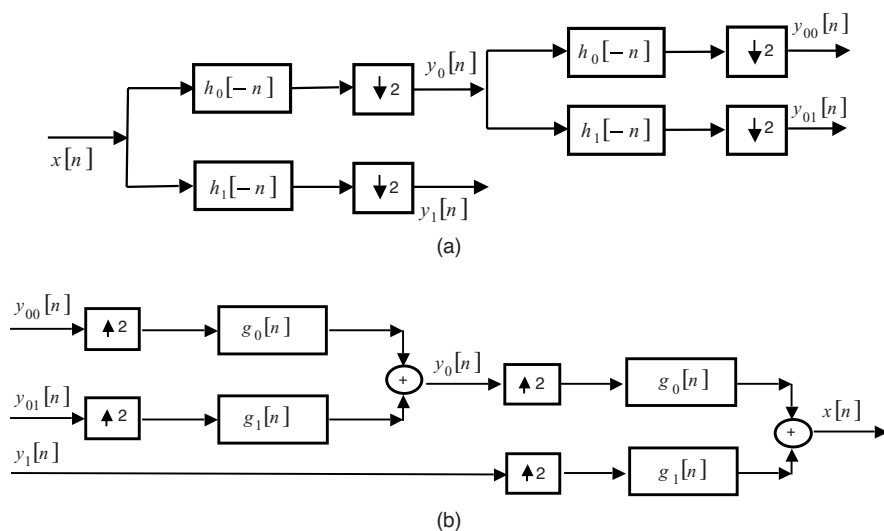 y₀₀[n]
h₀[−n]
↓2
y₀[n]
h₀[−n]
↓2
y₀₁[n]
h₁[−n]
↓2
x[n]
h₁[−n]
↓2
y₁[n]
(a)
y₀₀[n]
↑2
g₀[n]
y₀[n]
+
↑2
g₀[n]
y₀₁[n]
↑2
g₁[n]
x[n]
+
y₁[n]
↑2
g₁[n]
(b)